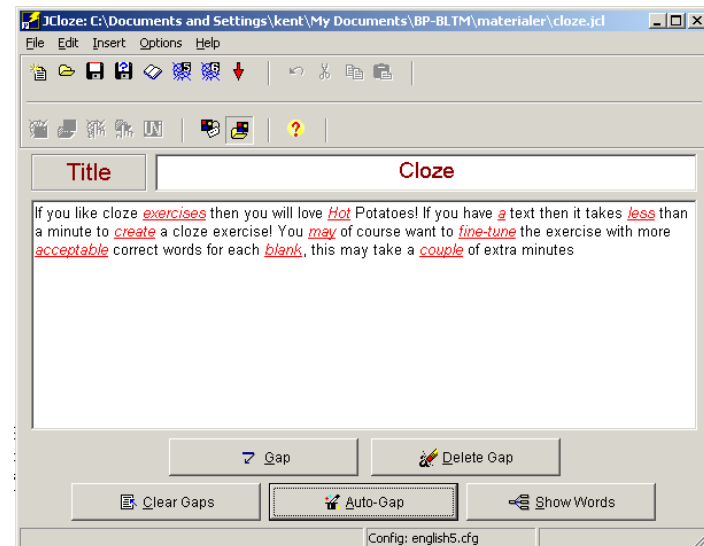 JCloze: C:\Documents and Settings\kent\My Documents\BP-BLTM\materialer\cloze.jcl
File Edit Insert Options Help
Title
Cloze
If you like cloze exercises then you will love Hot Potatoes! If you have a text then it takes less than
a minute to create a cloze exercise! You may of course want to fine-tune the exercise with more
acceptable correct words for each blank, this may take a couple of extra minutes
Gap Delete Gap
Clear Gaps Auto-Gap Show Words
Config: english5.cfg